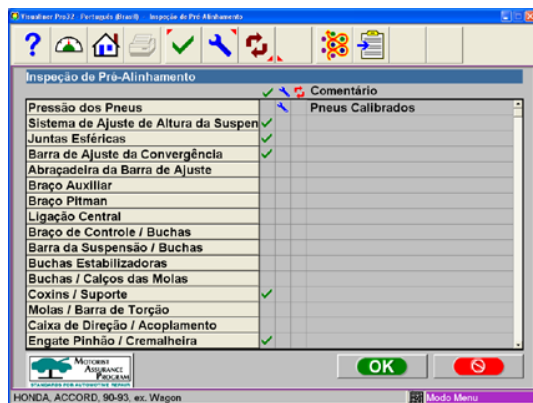 Visualiner Pro32 Português (Brasil) Inspeção de Pré-Alinhamento
Inspeção de Pré-Alinhamento
Comentário
Pressão dos Pneus Pneus Calibrados
Sistema de Ajuste de Altura da Suspen
Juntas Esféricas
Barra de Ajuste da Convergência
Abraçadeira da Barra de Ajuste
Braço Auxiliar
Braço Pitman
Ligação Central
Braço de Controle / Buchas
Barra da Suspensão / Buchas
Buchas Estabilizadoras
Buchas / Calços das Molas
Coxins / Suporte
Molas / Barra de Torção
Caixa de Direção / Acoplamento
Engate Pinhão / Cremalheira
MOTORIST
ASSURANCE
PROGRAM
STANDARDS FOR AUTOMOTIVE REPAIR
OK
HONDA, ACCORD, 90-93, ex. Wagon Modo Menu